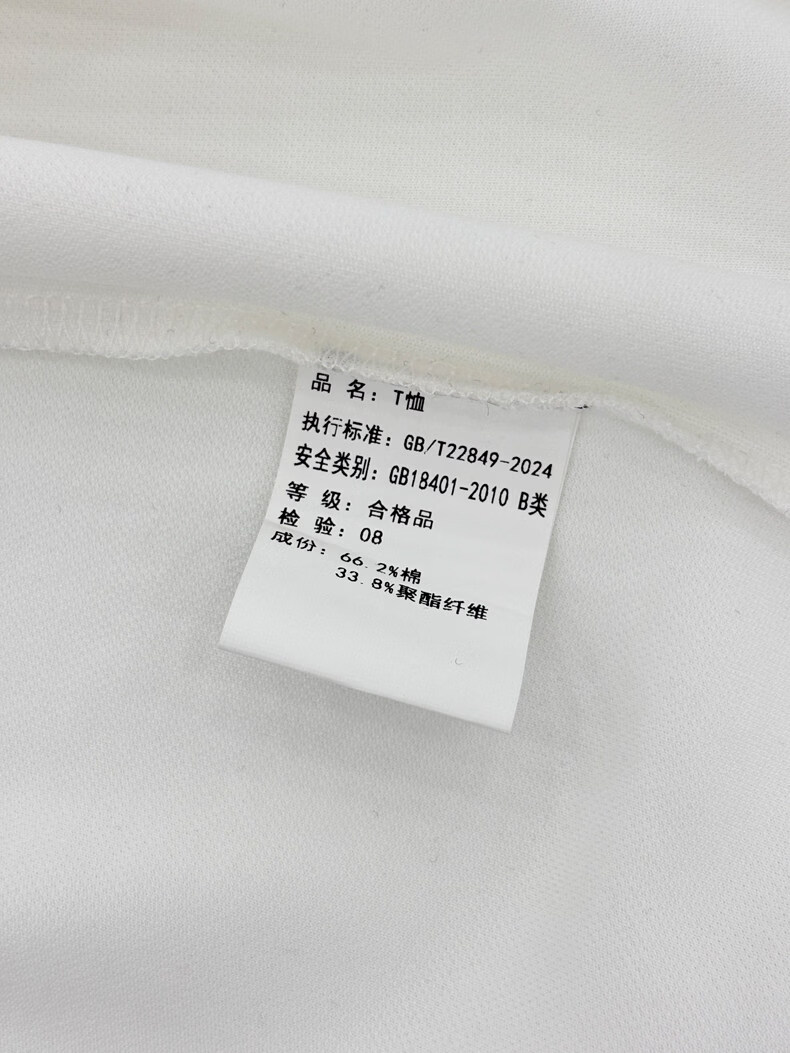 品 名：T恤
执行标准：GB/T22849-2024
安全类别：GB18401-2010 B类
等 级：合格品
检 验：08
成份：66.2%棉
33.8%聚酯纤维